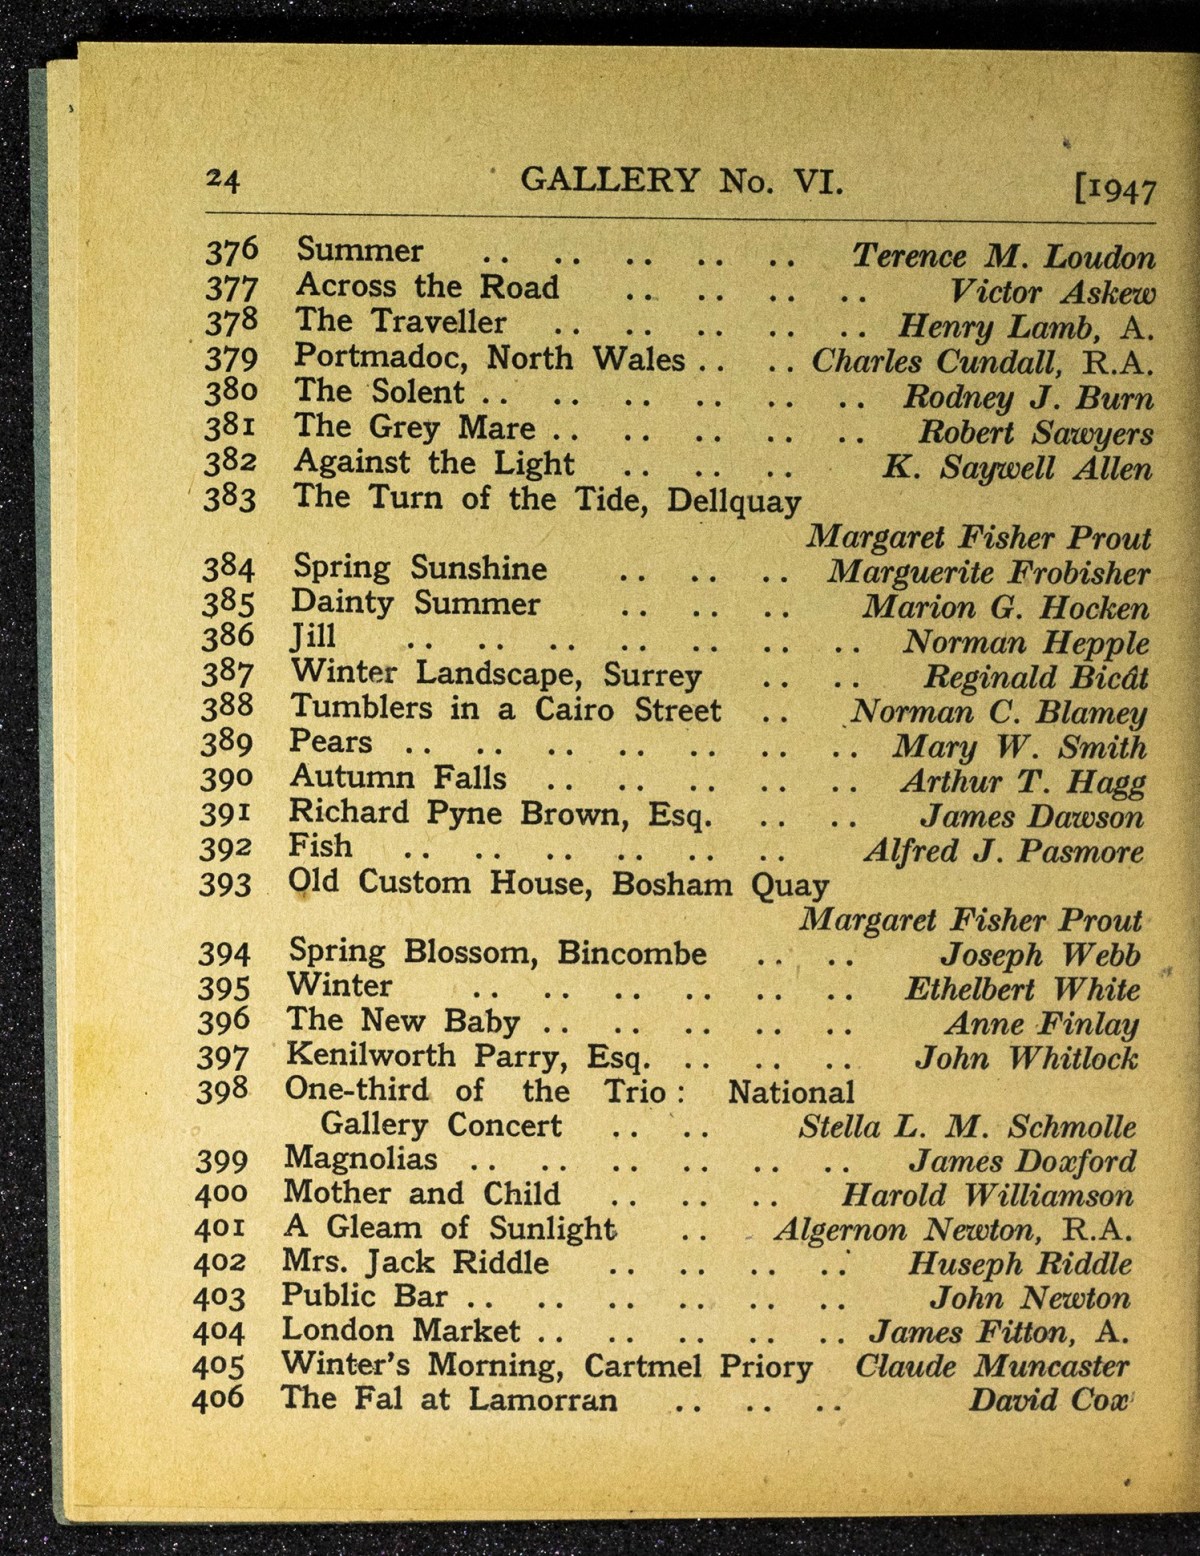 24 GALLERY No. VI. [1947
376 Summer .. .. .. .. .. Terence M. Loudon
377 Across the Road .. .. .. .. Victor Askew
378 The Traveller .. .. .. .. .. Henry Lamb, A.
379 Portmadoc, North Wales .. .. Charles Cundall, R.A.
380 The Solent .. .. .. .. .. .. Rodney J. Burn
381 The Grey Mare .. .. .. .. .. Robert Sawyers
382 Against the Light .. .. .. K. Saywell Allen
383 The Turn of the Tide, Dellquay
Margaret Fisher Prout
384 Spring Sunshine .. .. .. Marguerite Frobisher
385 Dainty Summer .. .. .. Marion G. Hocken
386 Jill .. .. .. .. .. .. .. Norman Hepple
387 Winter Landscape, Surrey .. .. Reginald Bicât
388 Tumblers in a Cairo Street .. Norman C. Blamey
389 Pears .. .. .. .. .. .. .. Mary W. Smith
390 Autumn Falls .. .. .. .. .. Arthur T. Hagg
391 Richard Pyne Brown, Esq. .. .. James Dawson
392 Fish .. .. .. .. .. .. Alfred J. Pasmore
393 Old Custom House, Bosham Quay
Margaret Fisher Prout
394 Spring Blossom, Bincombe .. .. Joseph Webb
395 Winter .. .. .. .. .. .. Ethelbert White
396 The New Baby .. .. .. .. .. Anne Finlay
397 Kenilworth Parry, Esq. .. .. .. John Whitlock
398 One-third of the Trio : National
Gallery Concert .. .. Stella L. M. Schmolle
399 Magnolias .. .. .. .. .. .. James Doxford
400 Mother and Child .. .. .. Harold Williamson
401 A Gleam of Sunlight .. Algernon Newton, R.A.
402 Mrs. Jack Riddle .. .. .. .. Huseph Riddle
403 Public Bar .. .. .. .. .. .. John Newton
404 London Market .. .. .. .. .. James Fitton, A.
405 Winter's Morning, Cartmel Priory Claude Muncaster
406 The Fal at Lamorran .. .. .. David Cox